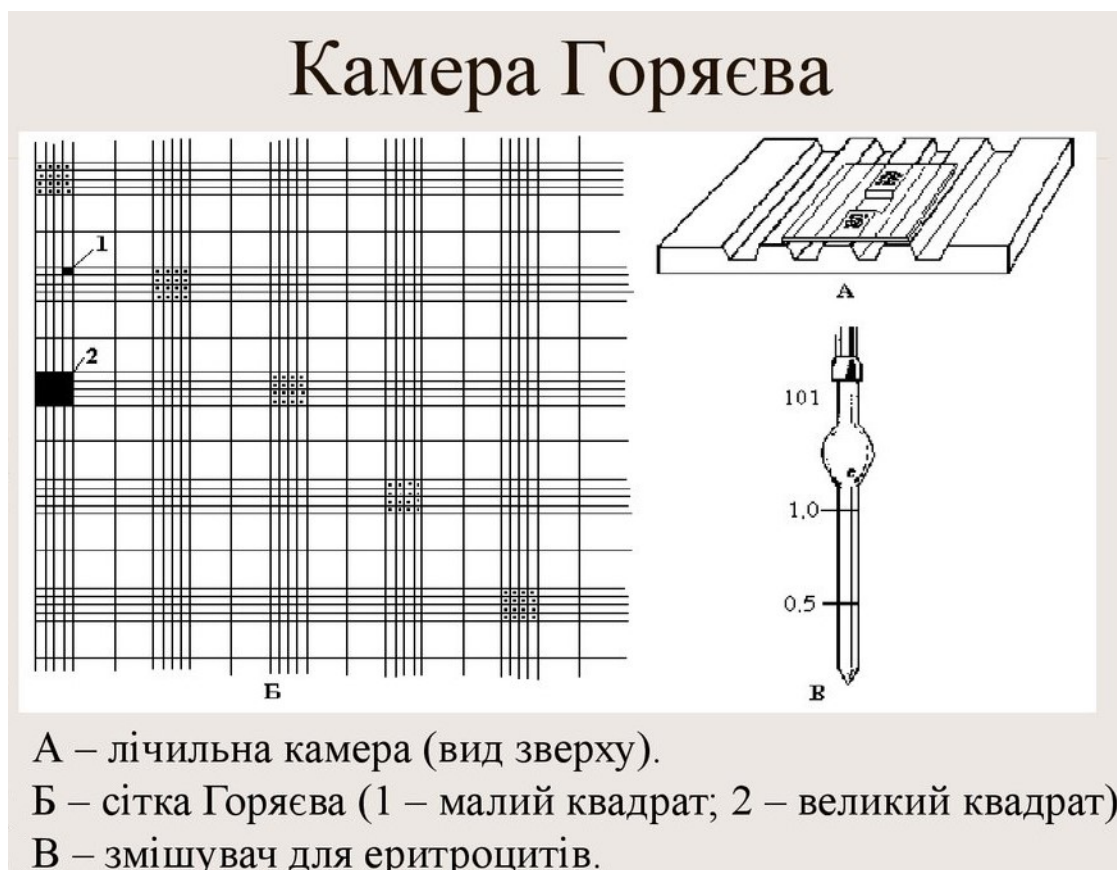 Камера Горяєва
1
2
А
101
1,0
0.5
Б
В
А – лічильна камера (вид зверху).
Б – сітка Горяєва (1 – малий квадрат; 2 – великий квадрат)
В – змішувач для еритроцитів.